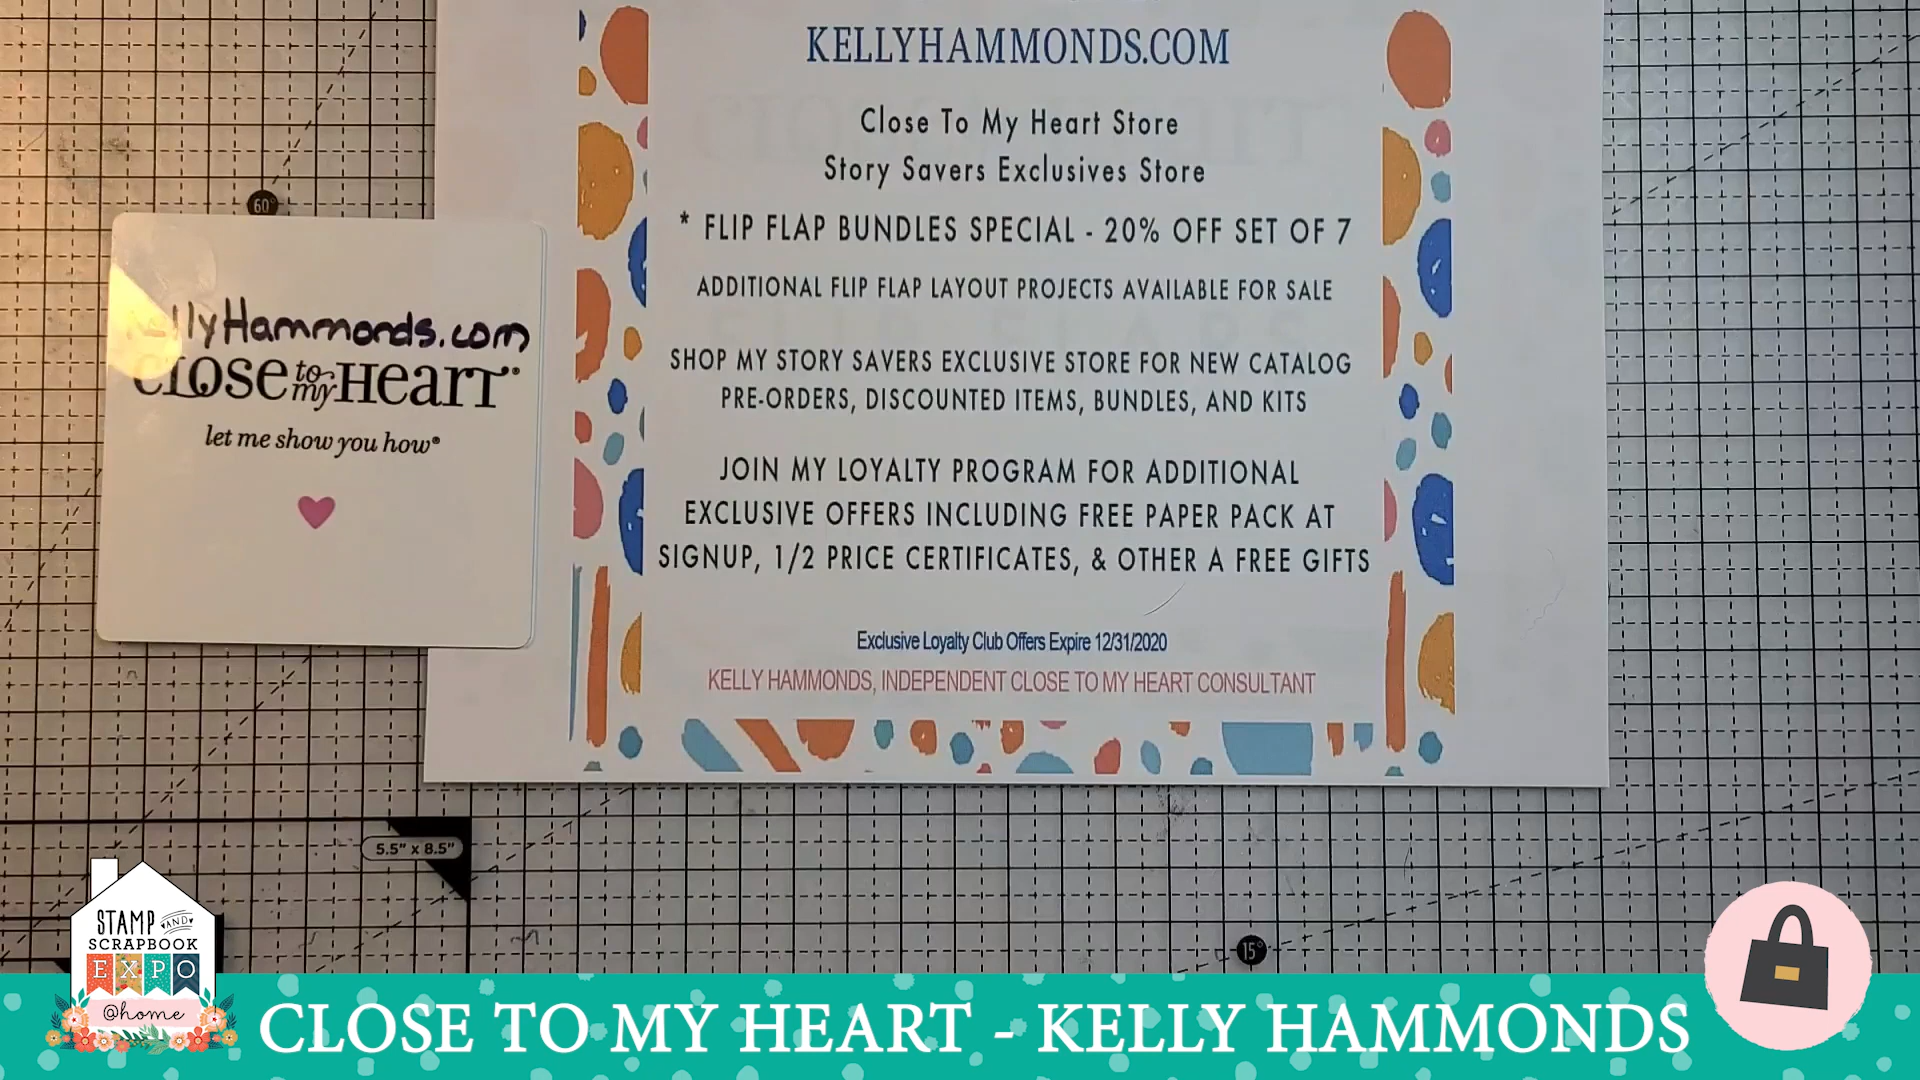 KELLYHAMMONDS.COM
Close To My Heart Store
Story Savers Exclusives Store
* FLIP FLAP BUNDLES SPECIAL - 20% OFF SET OF 7
ADDITIONAL FLIP FLAP LAYOUT PROJECTS AVAILABLE FOR SALE
SHOP MY STORY SAVERS EXCLUSIVE STORE FOR NEW CATALOG
PRE-ORDERS, DISCOUNTED ITEMS, BUNDLES, AND KITS
JOIN MY LOYALTY PROGRAM FOR ADDITIONAL
EXCLUSIVE OFFERS INCLUDING FREE PAPER PACK AT
SIGNUP, 1/2 PRICE CERTIFICATES, & OTHER A FREE GIFTS
Exclusive Loyalty Club Offers Expire 12/31/2020
KELLY HAMMONDS, INDEPENDENT CLOSE TO MY HEART CONSULTANT
60°
KellyHammonds.com
CLOSE to my HeArT®
let me show you how®
5.5" x 8.5"
15°
STAMP AND
SCRAPBOOK
EXPO
@home
CLOSE TO MY HEART - KELLY HAMMONDS